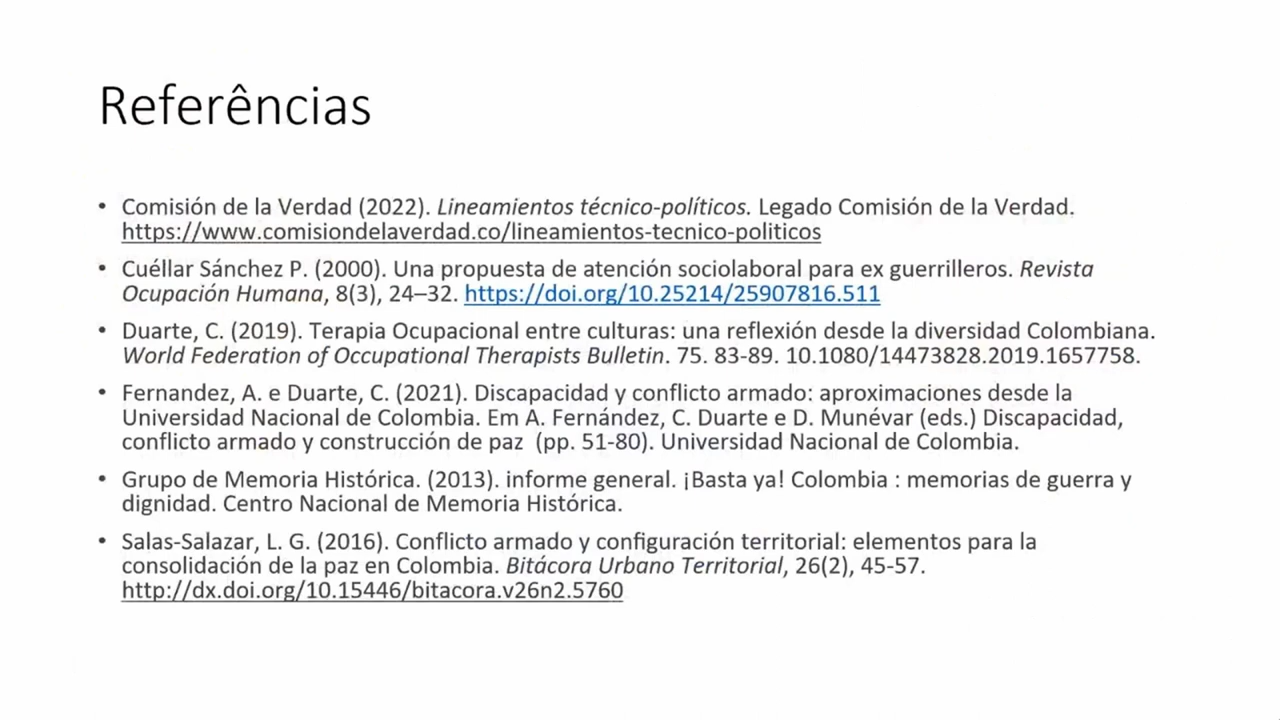 Referências
• Comisión de la Verdad (2022). Lineamientos técnico-políticos. Legado Comisión de la Verdad.
https://www.comisiondelaverdad.co/lineamientos-tecnico-politicos
• Cuéllar Sánchez P. (2000). Una propuesta de atención sociolaboral para ex guerrilleros. Revista
Ocupación Humana, 8(3), 24–32. https://doi.org/10.25214/25907816.511
• Duarte, C. (2019). Terapia Ocupacional entre culturas: una reflexión desde la diversidad Colombiana.
World Federation of Occupational Therapists Bulletin. 75. 83-89. 10.1080/14473828.2019.1657758.
• Fernandez, A. e Duarte, C. (2021). Discapacidad y conflicto armado: aproximaciones desde la
Universidad Nacional de Colombia. Em A. Fernández, C. Duarte e D. Munévar (eds.) Discapacidad,
conflicto armado y construcción de paz  (pp. 51-80). Universidad Nacional de Colombia.
• Grupo de Memoria Histórica. (2013). informe general. ¡Basta ya! Colombia : memorias de guerra y
dignidad. Centro Nacional de Memoria Histórica.
• Salas-Salazar, L. G. (2016). Conflicto armado y configuración territorial: elementos para la
consolidación de la paz en Colombia. Bitácora Urbano Territorial, 26(2), 45-57.
http://dx.doi.org/10.15446/bitacora.v26n2.5760